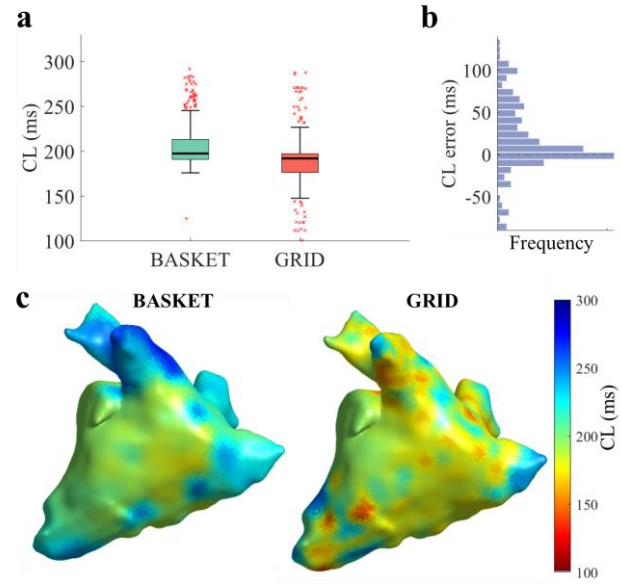 a
300
250
200
150
100
CL (ms)
BASKET
GRID
b
100
50
0
-50
CL error (ms)
Frequency
c
BASKET
GRID
300
250
200
150
100
CL (ms)